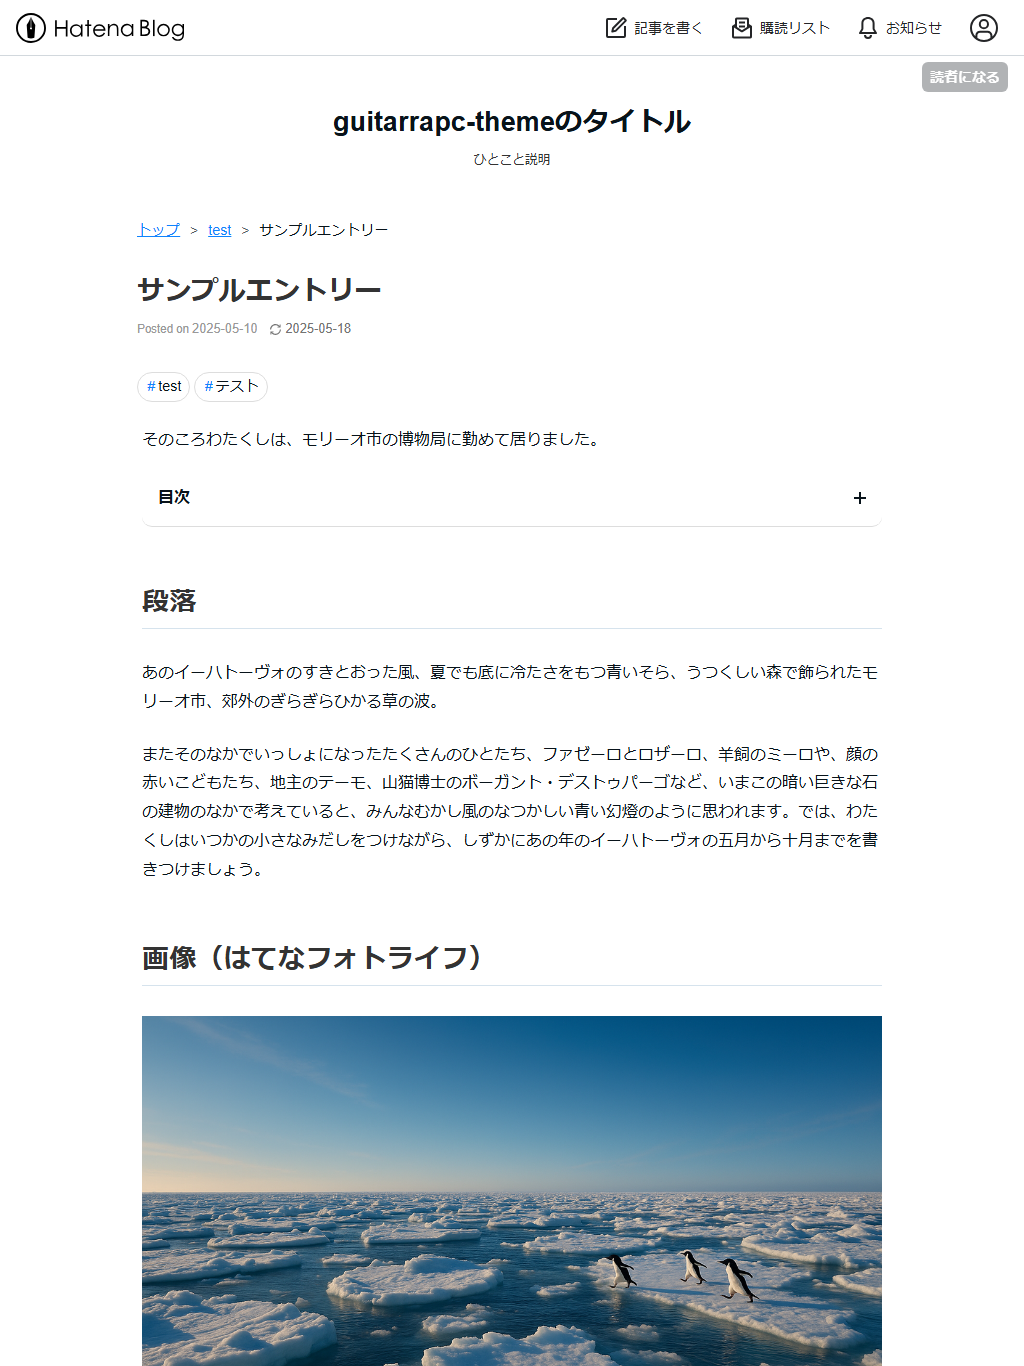 Hatena Blog
記事を書く
購読リスト
お知らせ
読者になる
guitarrapc-themeのタイトル
ひとこと説明
トップ > test > サンプルエントリー
サンプルエントリー
Posted on 2025-05-10 2025-05-18
#test #テスト
そのころわたくしは、モリーオ市の博物局に勤めて居りました。
目次 +
段落
あのイーハトーヴォのすきとおった風、夏でも底に冷たさをもつ青いそら、うつくしい森で飾られたモ
リーオ市、郊外のぎらぎらひかる草の波。
またそのなかでいっしょになったたくさんのひとたち、ファゼーロとロザーロ、羊飼のミーロや、顔の
赤いこどもたち、地主のテーモ、山猫博士のボーガント・デストゥパーゴなど、いまこの暗い巨きな石
の建物のなかで考えていると、みんなむかし風のなつかしい青い幻燈のように思われます。では、わた
くしはいつかの小さなみだしをつけながら、しずかにあの年のイーハトーヴォの五月から十月までを書
きつけましょう。
画像（はてなフォトライフ）